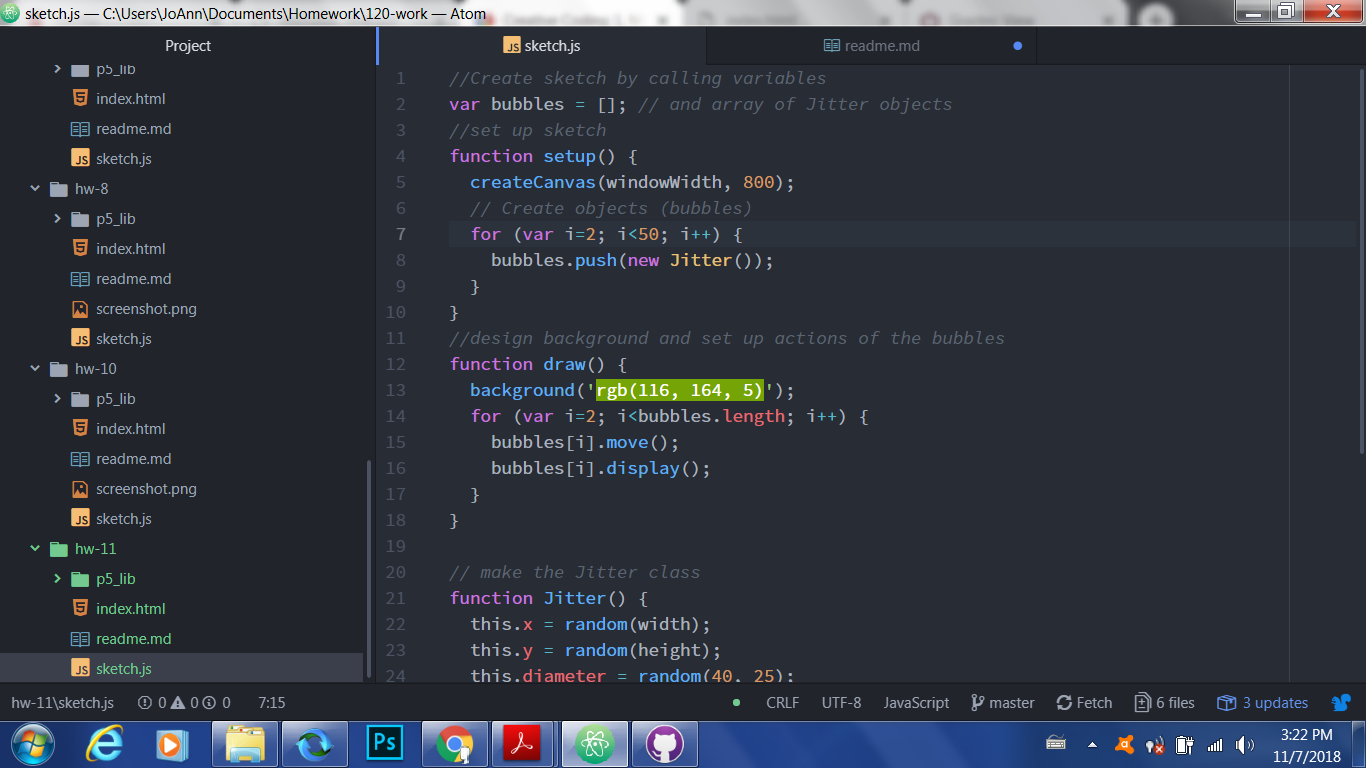 sketch.js — C:\Users\JoAnn\Documents\Homework\120-work — Atom
Project
p5_lib
index.html
readme.md
JS sketch.js
hw-8
p5_lib
index.html
readme.md
screenshot.png
JS sketch.js
hw-10
p5_lib
index.html
readme.md
screenshot.png
JS sketch.js
hw-11
p5_lib
index.html
readme.md
JS sketch.js
JS sketch.js readme.md
1 //Create sketch by calling variables
2 var bubbles = []; // and array of Jitter objects
3 //set up sketch
4 function setup() {
5 createCanvas(windowWidth, 800);
6 // Create objects (bubbles)
7 for (var i=2; i<50; i++) {
8 bubbles.push(new Jitter());
9 }
10 }
11 //design background and set up actions of the bubbles
12 function draw() {
13 background('rgb(116, 164, 5)');
14 for (var i=2; i<bubbles.length; i++) {
15 bubbles[i].move();
16 bubbles[i].display();
17 }
18 }
19
20 // make the Jitter class
21 function Jitter() {
22 this.x = random(width);
23 this.y = random(height);
24 this.diameter = random(40, 25);
hw-11\sketch.js 0 0 0 7:15 CRLF UTF-8 JavaScript master Fetch 6 files 3 updates
Ps
3:22 PM
11/7/2018